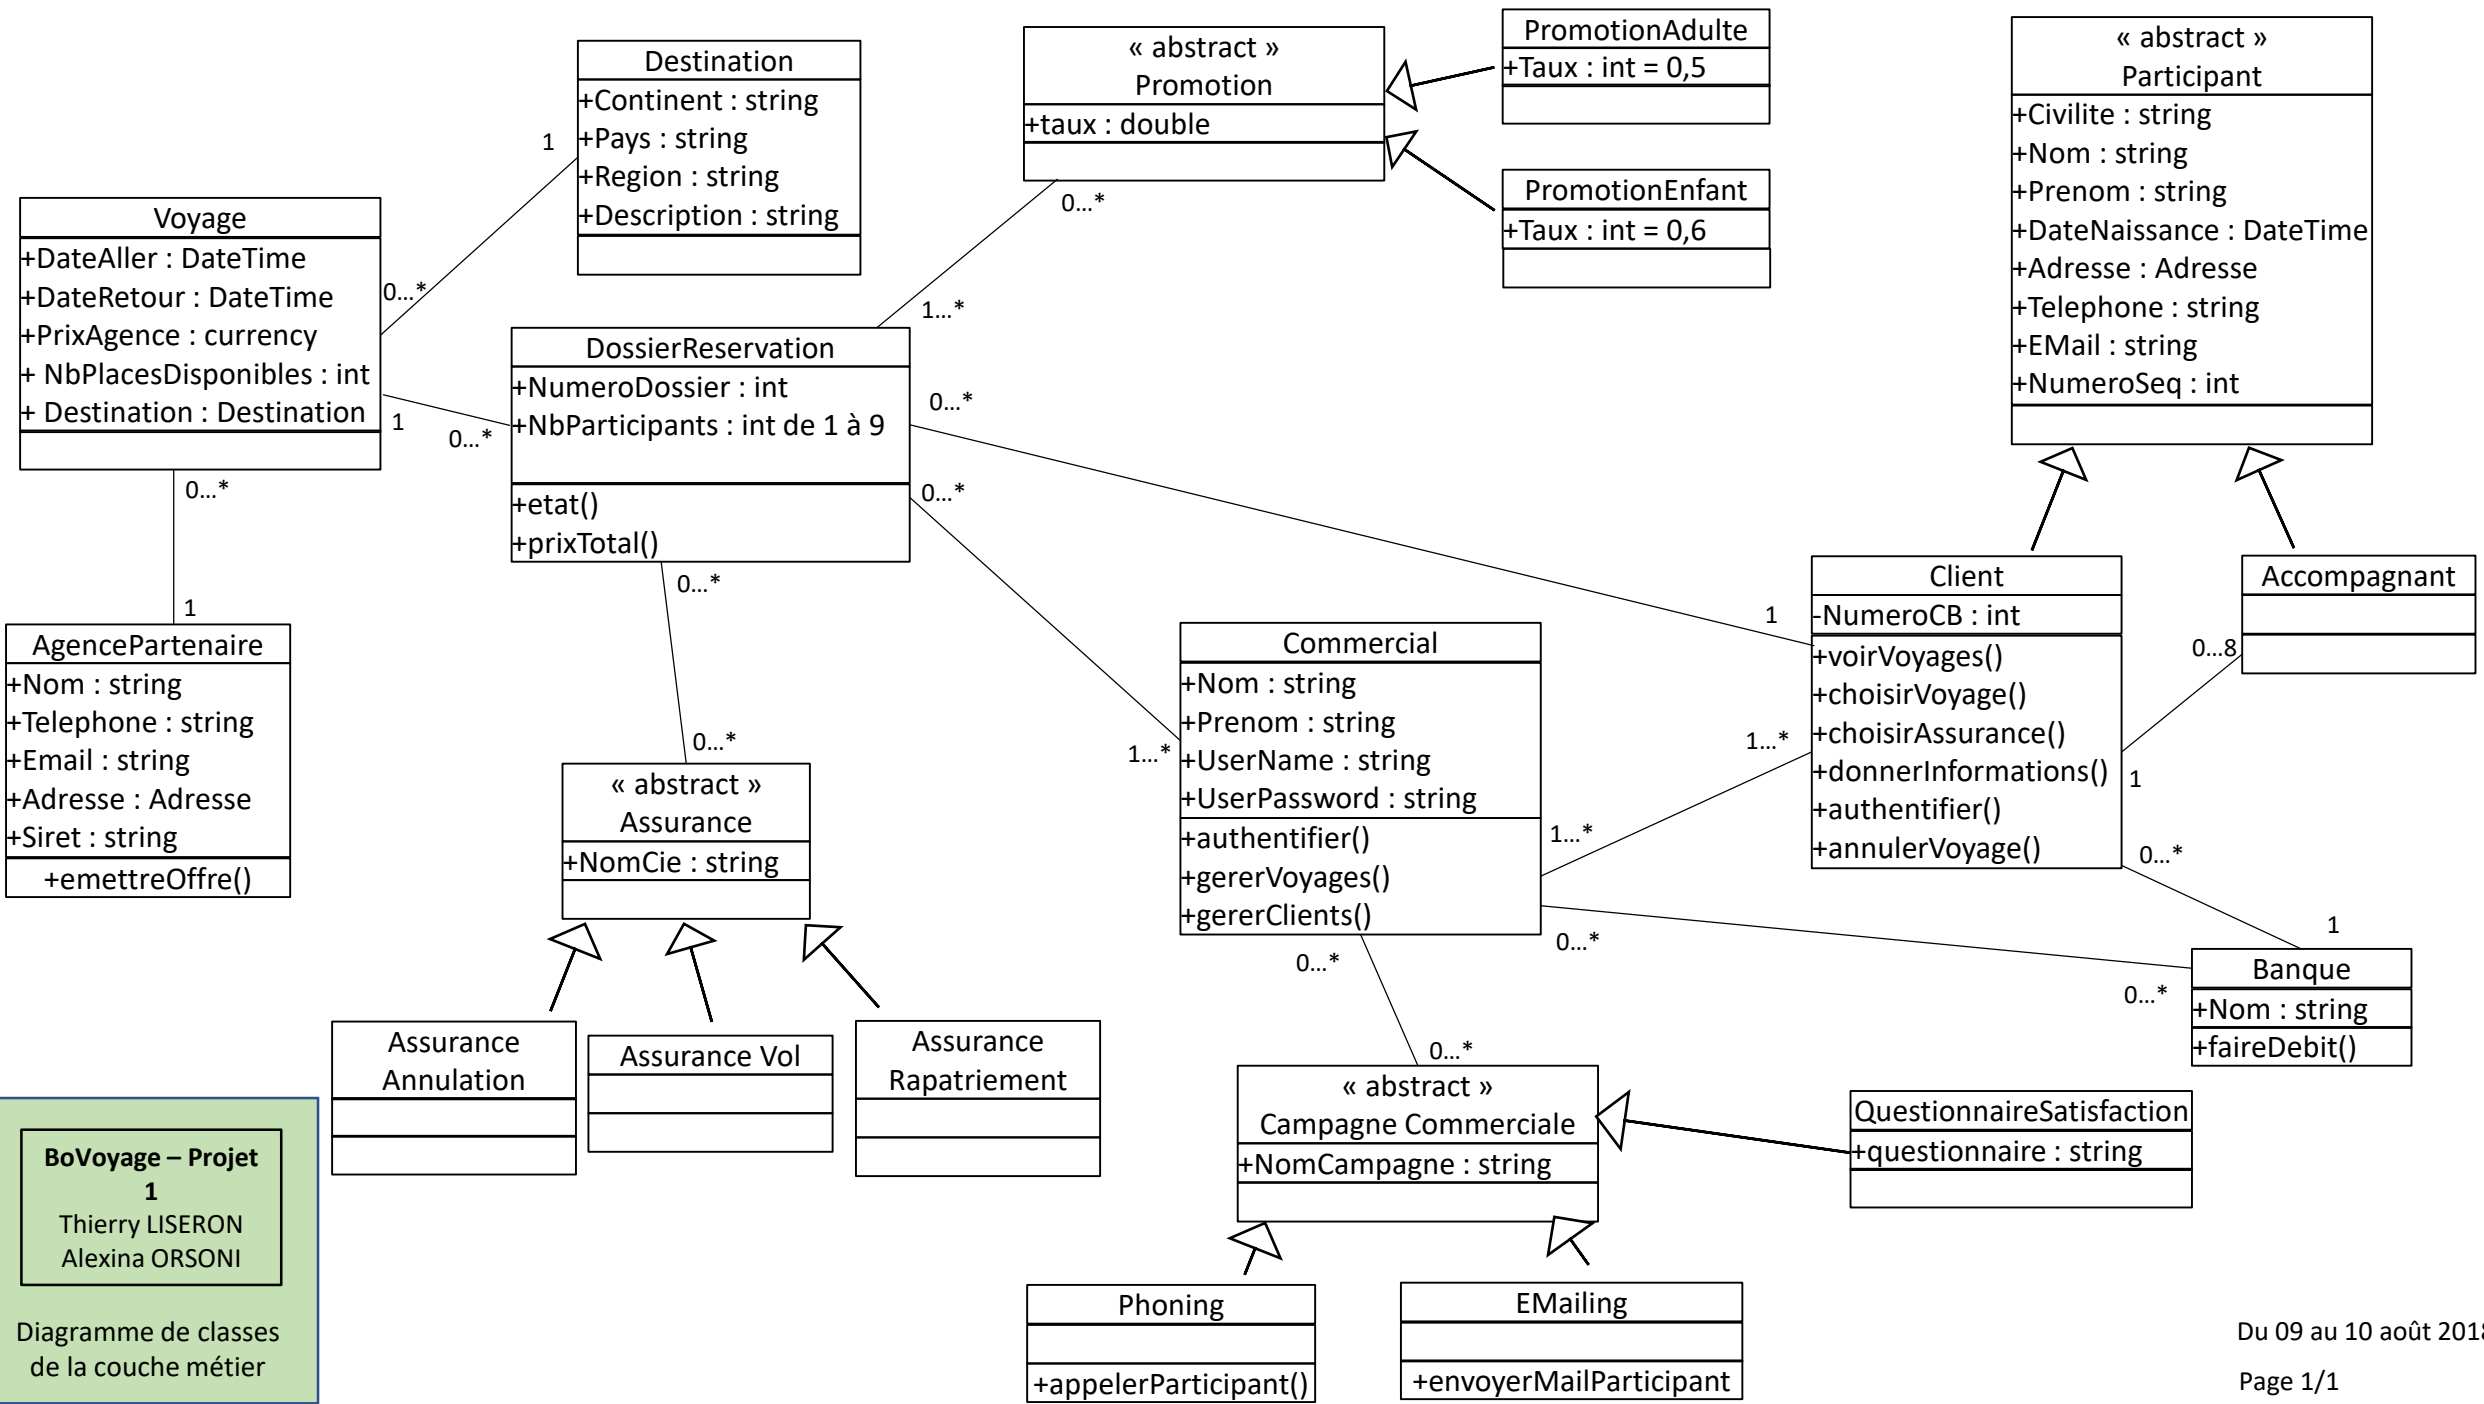 Destination
+Continent : string
+Pays : string
+Region : string
+Description : string
« abstract »
Promotion
+taux : double
PromotionAdulte
+Taux : int = 0,5
PromotionEnfant
+Taux : int = 0,6
« abstract »
Participant
+Civilite : string
+Nom : string
+Prenom : string
+DateNaissance : DateTime
+Adresse : Adresse
+Telephone : string
+EMail : string
+NumeroSeq : int
1
0...*
0...*
1...*
Voyage
+DateAller : DateTime
+DateRetour : DateTime
+PrixAgence : currency
+ NbPlacesDisponibles : int
+ Destination : Destination
1
0...*
0...*
1
DossierReservation
+NumeroDossier : int
+NbParticipants : int de 1 à 9
+etat()
+prixTotal()
0...*
0...*
0...*
0...*
AgencePartenaire
+Nom : string
+Telephone : string
+Email : string
+Adresse : Adresse
+Siret : string
+emettreOffre()
« abstract »
Assurance
+NomCie : string
Commercial
+Nom : string
+Prenom : string
+UserName : string
+UserPassword : string
+authentifier()
+gererVoyages()
+gererClients()
1...*
1...*
1...*
1
Client
-NumeroCB : int
+voirVoyages()
+choisirVoyage()
+choisirAssurance()
+donnerInformations()
+authentifier()
+annulerVoyage()
Accompagnant
0...8
1
0...*
1
0...*
0...*
0...*
0...*
Banque
+Nom : string
+faireDebit()
Assurance
Annulation
Assurance Vol
Assurance
Rapatriement
« abstract »
Campagne Commerciale
+NomCampagne : string
QuestionnaireSatisfaction
+questionnaire : string
Phoning
+appelerParticipant()
EMailing
+envoyerMailParticipant
BoVoyage – Projet
1
Thierry LISERON
Alexina ORSONI
Diagramme de classes
de la couche métier
Du 09 au 10 août 2018
Page 1/1